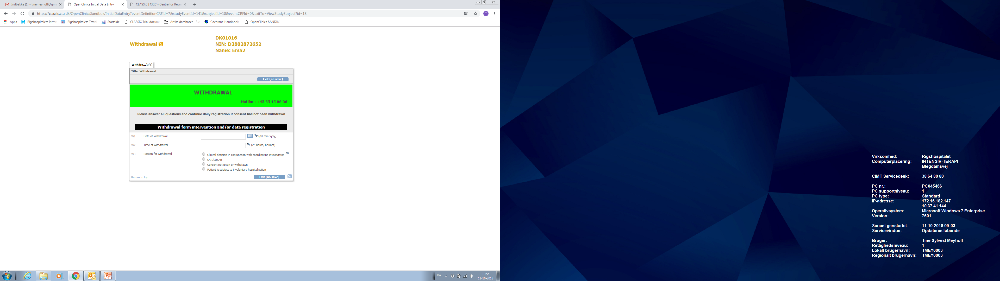 Indbakke (1) - tinemeyhoff@gm
OpenClinica Initial Data Entry
CLASSIC | CRIC - Centre for Rese
https://classic.ctu.dk/OpenClinicaSandbox/InitialDataEntry?eventDefinitionCRFId=7&studyEventId=141&subjectId=18&eventCRFId=0&exitTo=ViewStudySubject?id=18
T
Apps
Rigshospitalets Intran
Rigshospitalets Træn
Startside
CLASSIC Trial docum
Artikeldatabaser - Bi
Cochrane Handbook
OpenClinica SANDBO
Withdrawal
DK01016
NIN: D2802872652
Name: Ema2
Withdra...(0/5)
Title: Withdrawal
Exit (no save)
WITHDRAWAL
Hotline: +45 35 45 06 06
Please answer all questions and continue daily registration if consent has not been withdrawn
Withdrawal form intervention and/or data registration
W1 Date of withdrawal (dd-mm-yyyy)
W2 Time of withdrawal (24 hours, hh:mm)
W3 Reason for withdrawal Clinical decision in conjunction with coordinating investigator
SAR/SUSAR
Consent not given or withdrawn
Patient is subject to involuntary hospitalisation
Return to top Exit (no save)
DA
10:56
11-10-2018
Virksomhed: Rigshospitalet
Computerplacering: INTENSIV-TERAPI
Blegdamsvej
CIMT Servicedesk: 38 64 80 80
PC nr.: PC045466
PC supportniveau: 1
PC type: Standard
IP-adresse: 172.16.182.147
10.37.41.144
Operativsystem: Microsoft Windows 7 Enterprise
Version: 7601
Senest genstartet: 11-10-2018 09:03
Servicevindue: Opdateres løbende
Bruger: Tine Sylvest Meyhoff
Rettighedsniveau: 1
Lokalt brugernavn: TMEY0003
Regionalt brugernavn: TMEY0003